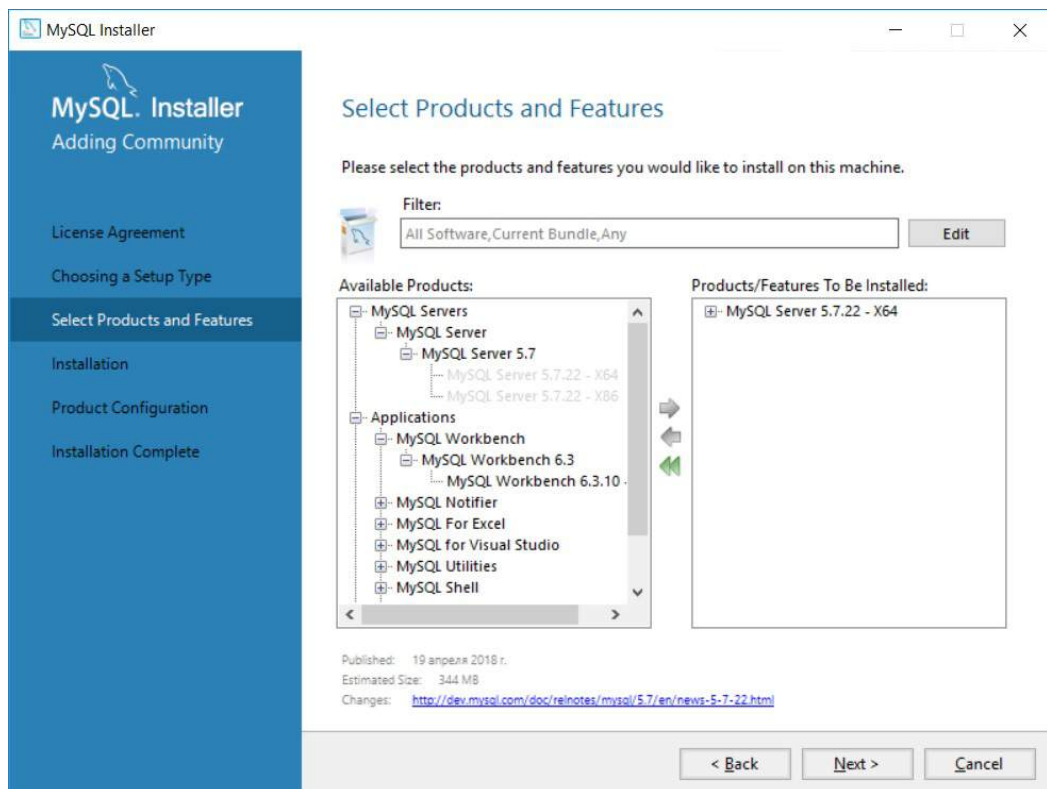 MySQL Installer
MySQL. Installer
Adding Community
License Agreement
Choosing a Setup Type
Select Products and Features
Installation
Product Configuration
Installation Complete
Select Products and Features
Please select the products and features you would like to install on this machine.
Filter:
All Software,Current Bundle,Any
Edit
Available Products:
MySQL Servers
MySQL Server
MySQL Server 5.7
MySQL Server 5.7.22 - X64
MySQL Server 5.7.22 - X86
Applications
MySQL Workbench
MySQL Workbench 6.3
MySQL Workbench 6.3.10 -
MySQL Notifier
MySQL For Excel
MySQL for Visual Studio
MySQL Utilities
MySQL Shell
Products/Features To Be Installed:
MySQL Server 5.7.22 - X64
Published: 19 апреля 2018 г.
Estimated Size: 344 MB
Changes: http://dev.mysql.com/doc/relnotes/mysql/5.7/en/news-5-7-22.html
< Back
Next >
Cancel